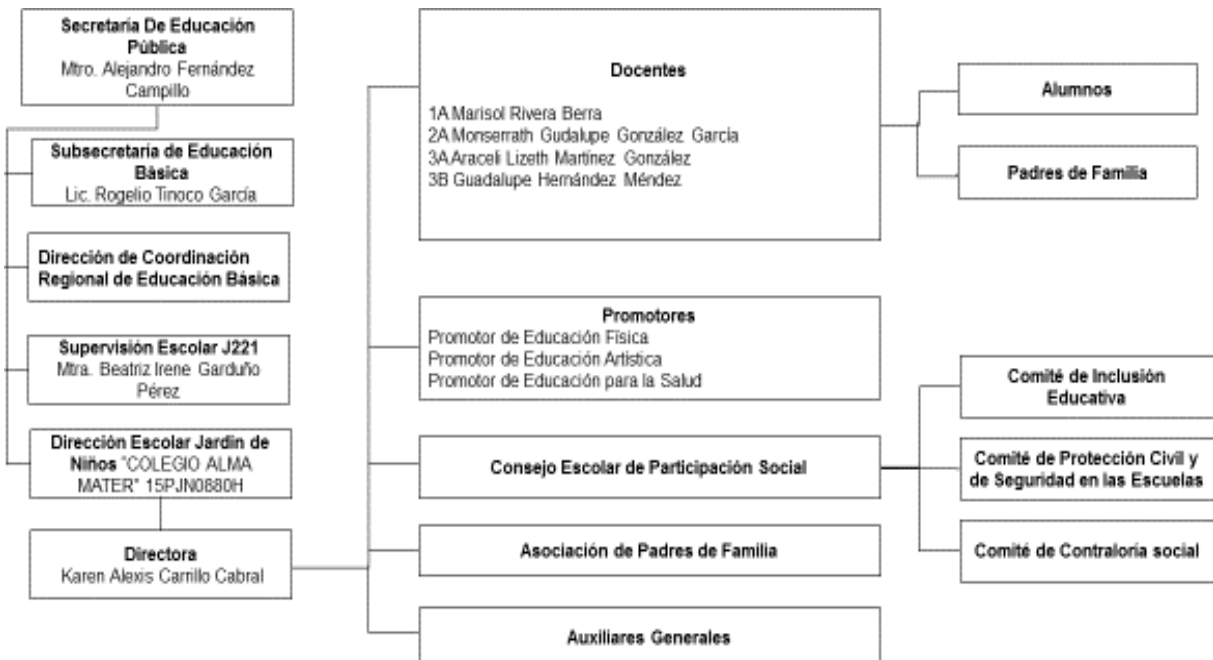 Secretaría De Educación
Pública
Mtro. Alejandro Fernández
Campillo
Subsecretaría de Educación
Básica
Lic. Rogelio Tinoco García
Dirección de Coordinación
Regional de Educación Básica
Supervisión Escolar J221
Mtra. Beatriz Irene Garduño
Pérez
Dirección Escolar Jardin de
Niños "COLEGIO ALMA
MATER" 15PJN0880H
Directora
Karen Alexis Carrillo Cabral
Docentes
1A Marisol Rivera Berra
2A Monserrath Gudalupe González García
3A Araceli Lizeth Martínez González
3B Guadalupe Hernández Méndez
Promotores
Promotor de Educación Física
Promotor de Educación Artística
Promotor de Educación para la Salud
Consejo Escolar de Participación Social
Asociación de Padres de Familia
Auxiliares Generales
Alumnos
Padres de Familia
Comité de Inclusión
Educativa
Comité de Protección Civil y
de Seguridad en las Escuelas
Comité de Contraloría social